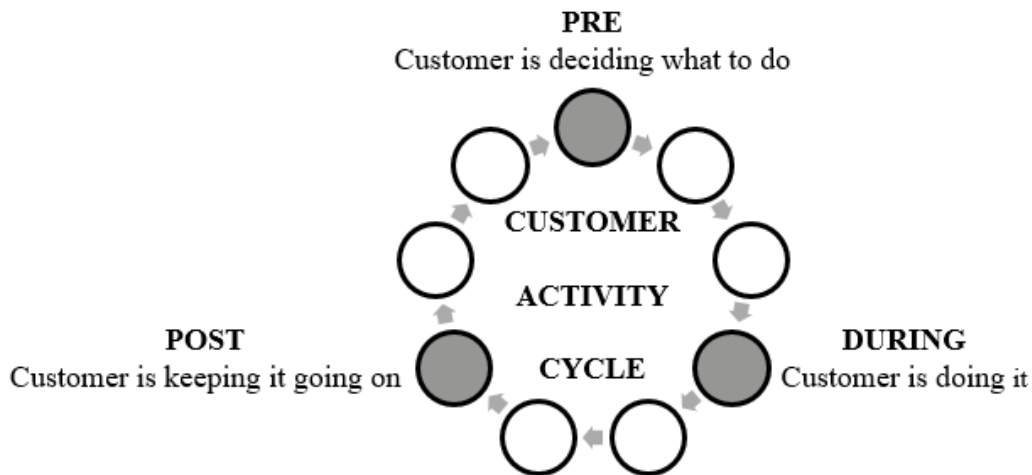 PRE
Customer is deciding what to do
CUSTOMER
ACTIVITY
CYCLE
POST
Customer is keeping it going on
DURING
Customer is doing it